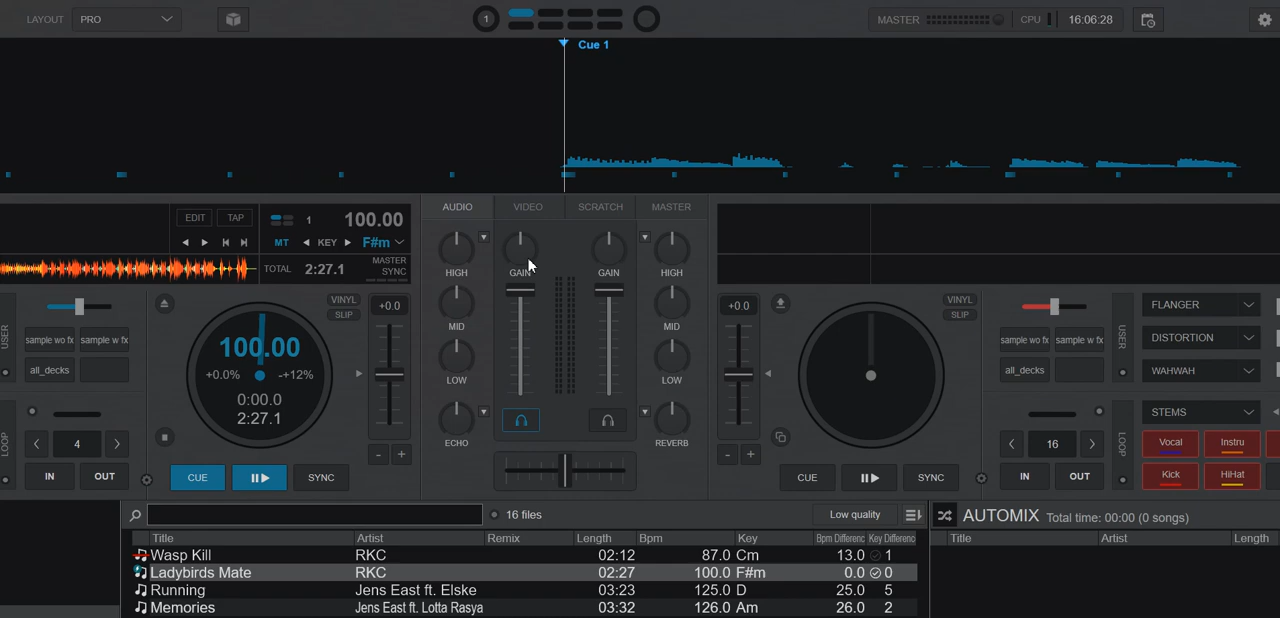 LAYOUT PRO 1 MASTER CPU 16:06:28
Cue 1
EDIT TAP 1 100.00
MT KEY F#m
TOTAL 2:27.1 MASTER SYNC
AUDIO VIDEO SCRATCH MASTER
HIGH GAIN GAIN HIGH
MID MID
LOW LOW
ECHO REVERB
USER
sample wo fx sample w fx
all_decks
LOOP
4
IN OUT
VINYL
SLIP
100.00
+0.0% -+12%
0:00.0
2:27.1
+0.0
- +
CUE SYNC
+0.0
- +
VINYL
SLIP
CUE SYNC
sample wo fx sample w fx
all_decks
USER
FLANGER
DISTORTION
WAHWAH
LOOP
16
IN OUT
STEMS
Vocal Instru
Kick HiHat
16 files Low quality
AUTOMIX Total time: 00:00 (0 songs)
Title Artist Remix Length Bpm Key Bpm Differenc Key Differenc
Wasp Kill RKC 02:12 87.0 Cm 13.0 1
Ladybirds Mate RKC 02:27 100.0 F#m 0.0 0
Running Jens East ft. Elske 03:23 125.0 D 25.0 5
Memories Jens East ft. Lotta Rasya 03:32 126.0 Am 26.0 2
Title Artist Length